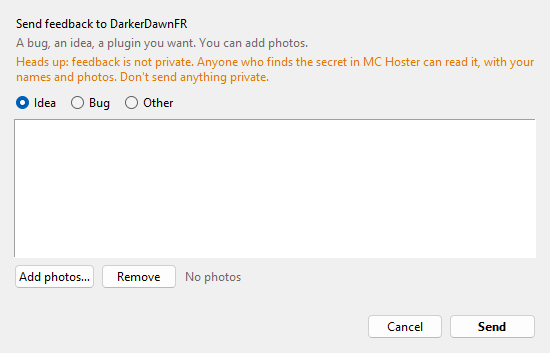 Send feedback to DarkerDawnFR
A bug, an idea, a plugin you want. You can add photos.
Heads up: feedback is not private. Anyone who finds the secret in MC Hoster can read it, with your
names and photos. Don't send anything private.
Idea Bug Other
Add photos... Remove No photos
Cancel Send